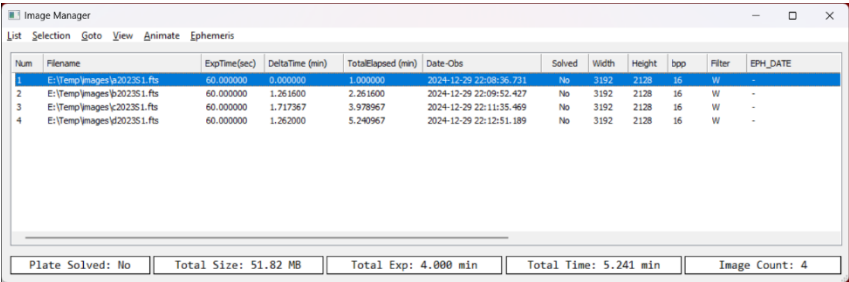 Image Manager
List Selection Goto View Animate Ephemeris
Num Filename ExpTime(sec) DeltaTime (min) TotalElapsed (min) Date-Obs Solved Width Height bpp Filter EPH_DATE
1 E:\Temp\images\a2023S1.fts 60.000000 0.000000 1.000000 2024-12-29 22:08:36.731 No 3192 2128 16 W -
2 E:\Temp\images\b2023S1.fts 60.000000 1.261600 2.261600 2024-12-29 22:09:52.427 No 3192 2128 16 W -
3 E:\Temp\images\c2023S1.fts 60.000000 1.717367 3.978967 2024-12-29 22:11:35.469 No 3192 2128 16 W -
4 E:\Temp\images\d2023S1.fts 60.000000 1.262000 5.240967 2024-12-29 22:12:51.189 No 3192 2128 16 W -
Plate Solved: No Total Size: 51.82 MB Total Exp: 4.000 min Total Time: 5.241 min Image Count: 4